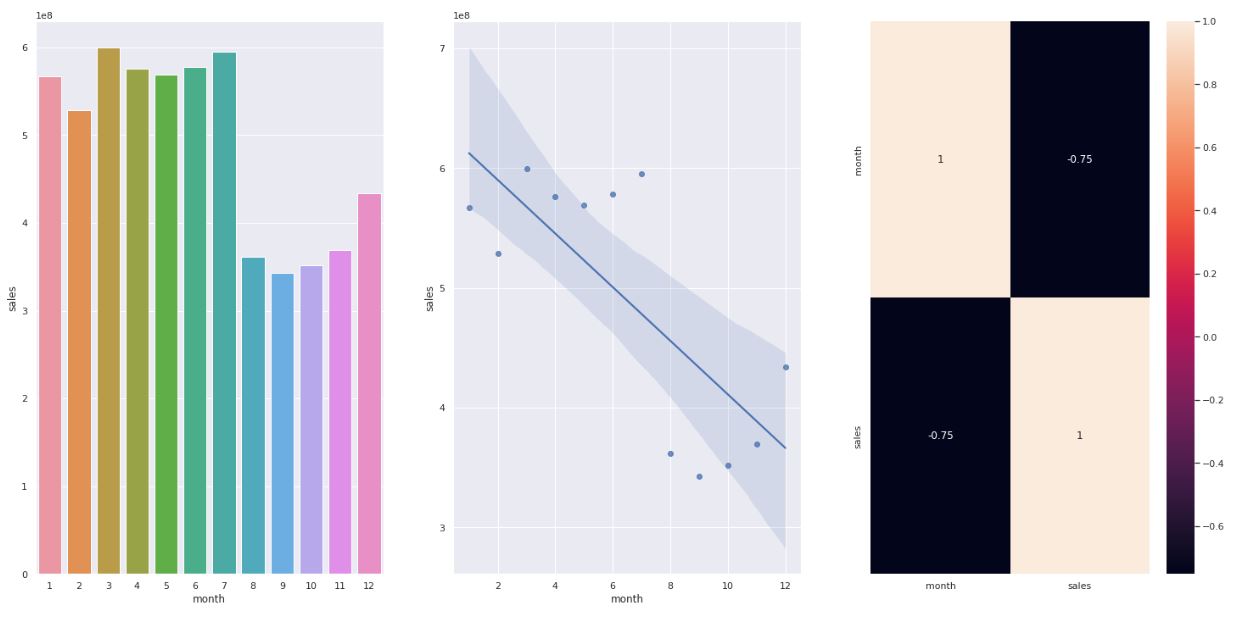 1e8
6
5
4
3
2
1
0
sales
1 2 3 4 5 6 7 8 9 10 11 12
month
1e8
7
6
5
4
3
sales
2 4 6 8 10 12
month
month
sales
1 -0.75
-0.75 1
month sales
1.0
0.8
0.6
0.4
0.2
0.0
−0.2
−0.4
−0.6